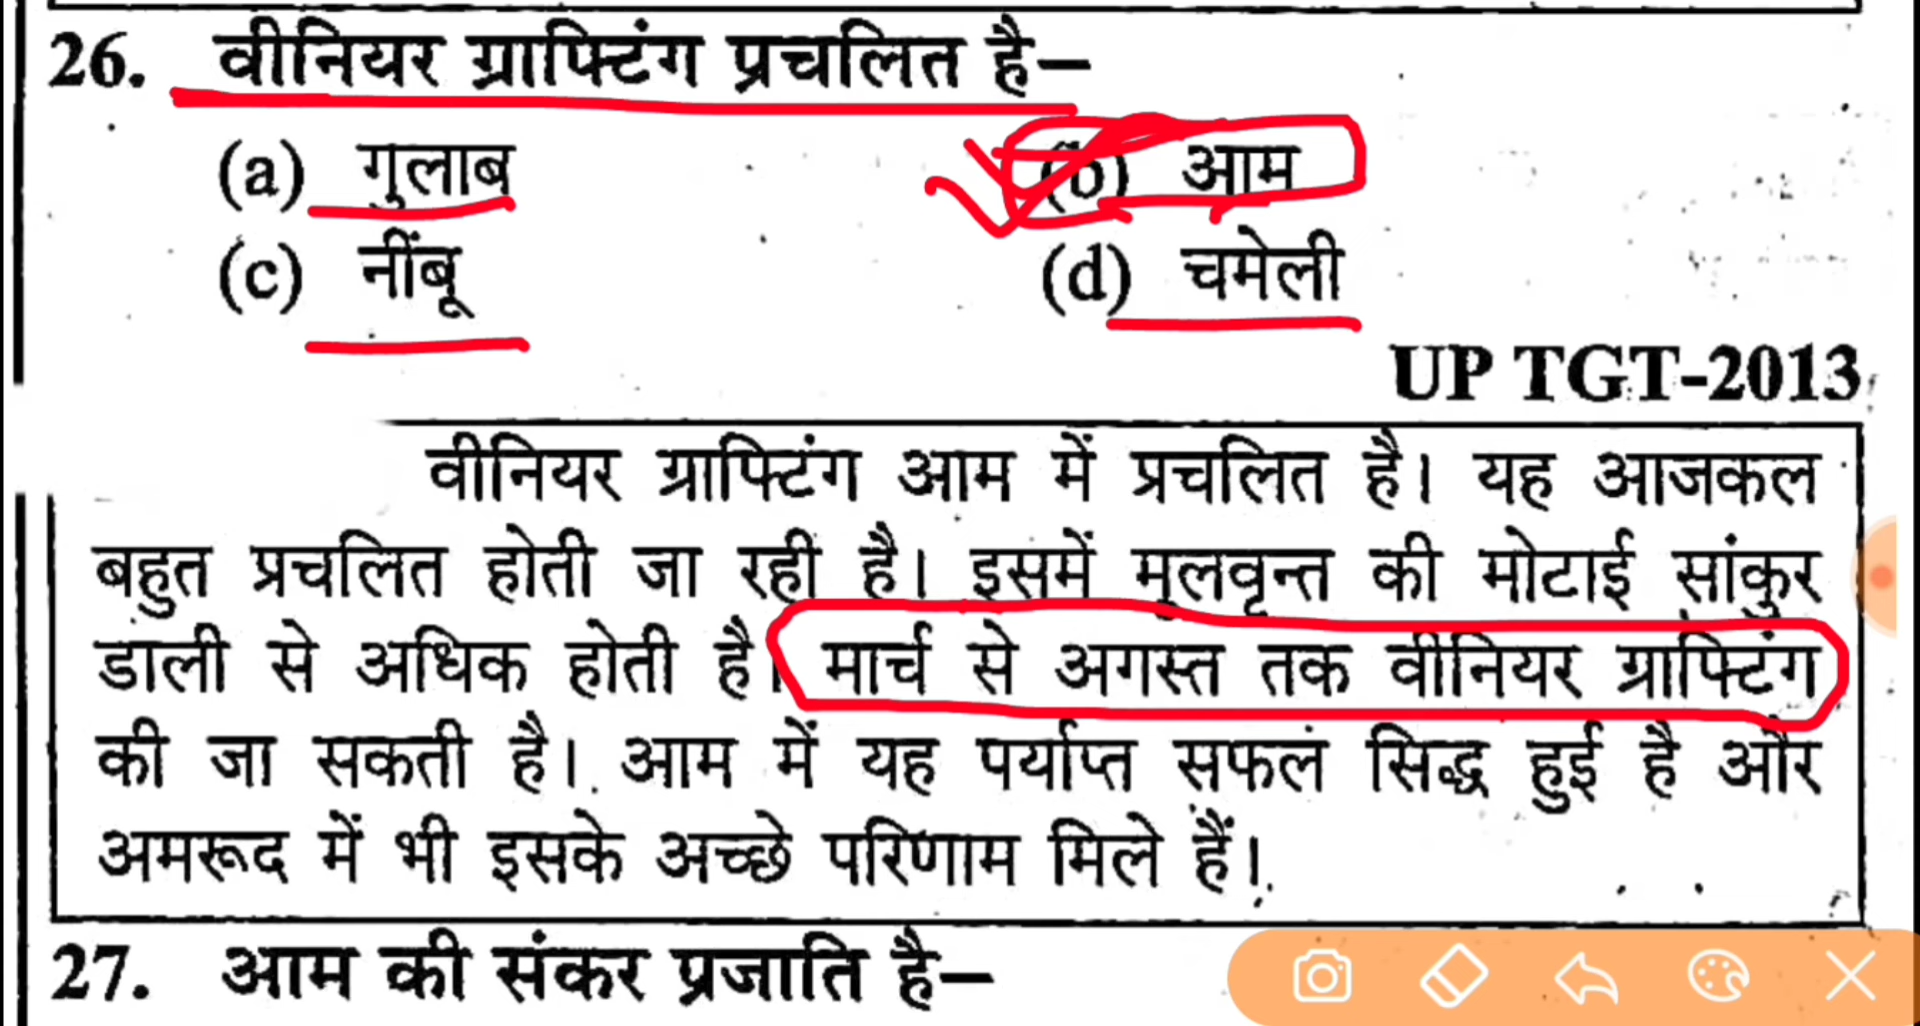 26. वीनियर ग्राफ्टिंग प्रचलित है–
(a) गुलाब (b) आम
(c) नींबू (d) चमेली
UP TGT-2013
वीनियर ग्राफ्टिंग आम में प्रचलित है। यह आजकल
बहुत प्रचलित होती जा रही है। इसमें मूलवृन्त की मोटाई सांकुर
डाली से अधिक होती है। मार्च से अगस्त तक वीनियर ग्राफ्टिंग
की जा सकती है। आम में यह पर्याप्त सफल सिद्ध हुई है और
अमरूद में भी इसके अच्छे परिणाम मिले हैं।
27. आम की संकर प्रजाति है–